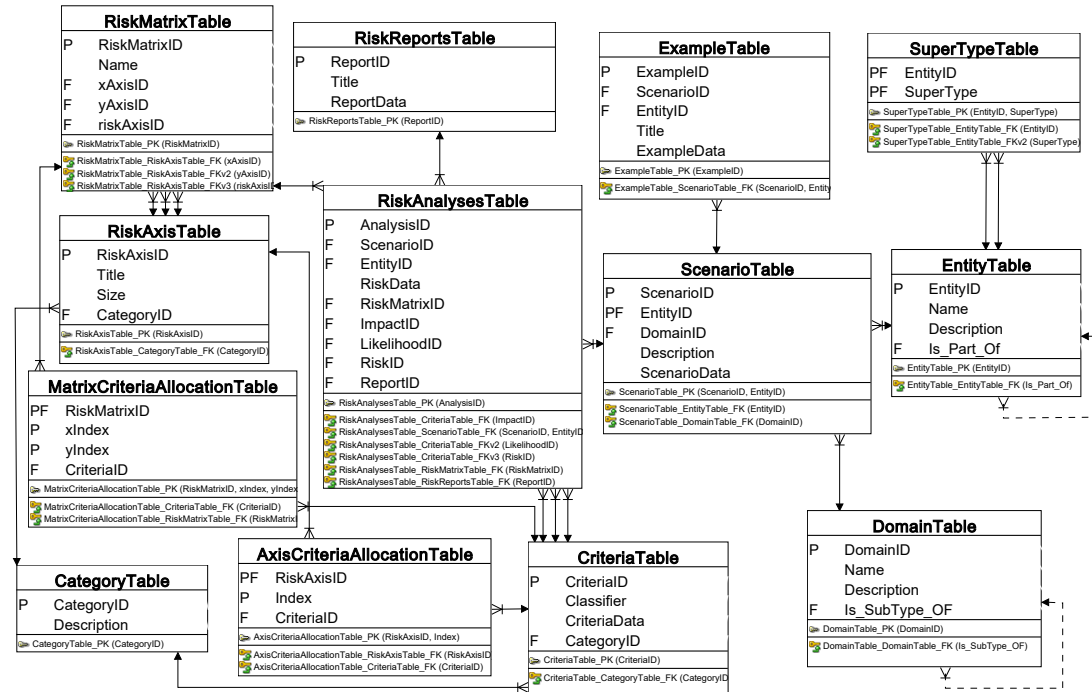 RiskMatrixTable
P RiskMatrixID
Name
F xAxisID
F yAxisID
F riskAxisID
RiskMatrixTable_PK (RiskMatrixID)
RiskMatrixTable_RiskAxisTable_FK (xAxisID)
RiskMatrixTable_RiskAxisTable_FKv2 (yAxisID)
RiskMatrixTable_RiskAxisTable_FKv3 (riskAxisID
RiskReportsTable
P ReportID
Title
ReportData
RiskReportsTable_PK (ReportID)
ExampleTable
P ExampleID
F ScenarioID
F EntityID
Title
ExampleData
ExampleTable_PK (ExampleID)
ExampleTable_ScenarioTable_FK (ScenarioID, Entity
SuperTypeTable
PF EntityID
PF SuperType
SuperTypeTable_PK (EntityID, SuperType)
SuperTypeTable_EntityTable_FK (EntityID)
SuperTypeTable_EntityTable_FKv2 (SuperType)
RiskAxisTable
P RiskAxisID
Title
Size
F CategoryID
RiskAxisTable_PK (RiskAxisID)
RiskAxisTable_CategoryTable_FK (CategoryID)
RiskAnalysesTable
P AnalysisID
F ScenarioID
F EntityID
RiskData
F RiskMatrixID
F ImpactID
F LikelihoodID
F RiskID
F ReportID
RiskAnalysesTable_PK (AnalysisID)
RiskAnalysesTable_CriteriaTable_FK (ImpactID)
RiskAnalysesTable_ScenarioTable_FK (ScenarioID, EntityID
RiskAnalysesTable_CriteriaTable_FKv2 (LikelihoodID)
RiskAnalysesTable_CriteriaTable_FKv3 (RiskID)
RiskAnalysesTable_RiskMatrixTable_FK (RiskMatrixID)
RiskAnalysesTable_RiskReportsTable_FK (ReportID)
ScenarioTable
P ScenarioID
PF EntityID
F DomainID
Description
ScenarioData
ScenarioTable_PK (ScenarioID, EntityID)
ScenarioTable_EntityTable_FK (EntityID)
ScenarioTable_DomainTable_FK (DomainID)
EntityTable
P EntityID
Name
Description
F Is_Part_Of
EntityTable_PK (EntityID)
EntityTable_EntityTable_FK (Is_Part_Of)
MatrixCriteriaAllocationTable
PF RiskMatrixID
P xIndex
P yIndex
F CriteriaID
MatrixCriteriaAllocationTable_PK (RiskMatrixID, xIndex, yIndex
MatrixCriteriaAllocationTable_CriteriaTable_FK (CriteriaID)
MatrixCriteriaAllocationTable_RiskMatrixTable_FK (RiskMatrixI
CategoryTable
P CategoryID
Description
CategoryTable_PK (CategoryID)
AxisCriteriaAllocationTable
PF RiskAxisID
P Index
F CriteriaID
AxisCriteriaAllocationTable_PK (RiskAxisID, Index)
AxisCriteriaAllocationTable_RiskAxisTable_FK (RiskAxisID
AxisCriteriaAllocationTable_CriteriaTable_FK (CriteriaID)
CriteriaTable
P CriteriaID
Classifier
CriteriaData
F CategoryID
CriteriaTable_PK (CriteriaID)
CriteriaTable_CategoryTable_FK (CategoryID
DomainTable
P DomainID
Name
Description
F Is_SubType_OF
DomainTable_PK (DomainID)
DomainTable_DomainTable_FK (Is_SubType_OF)